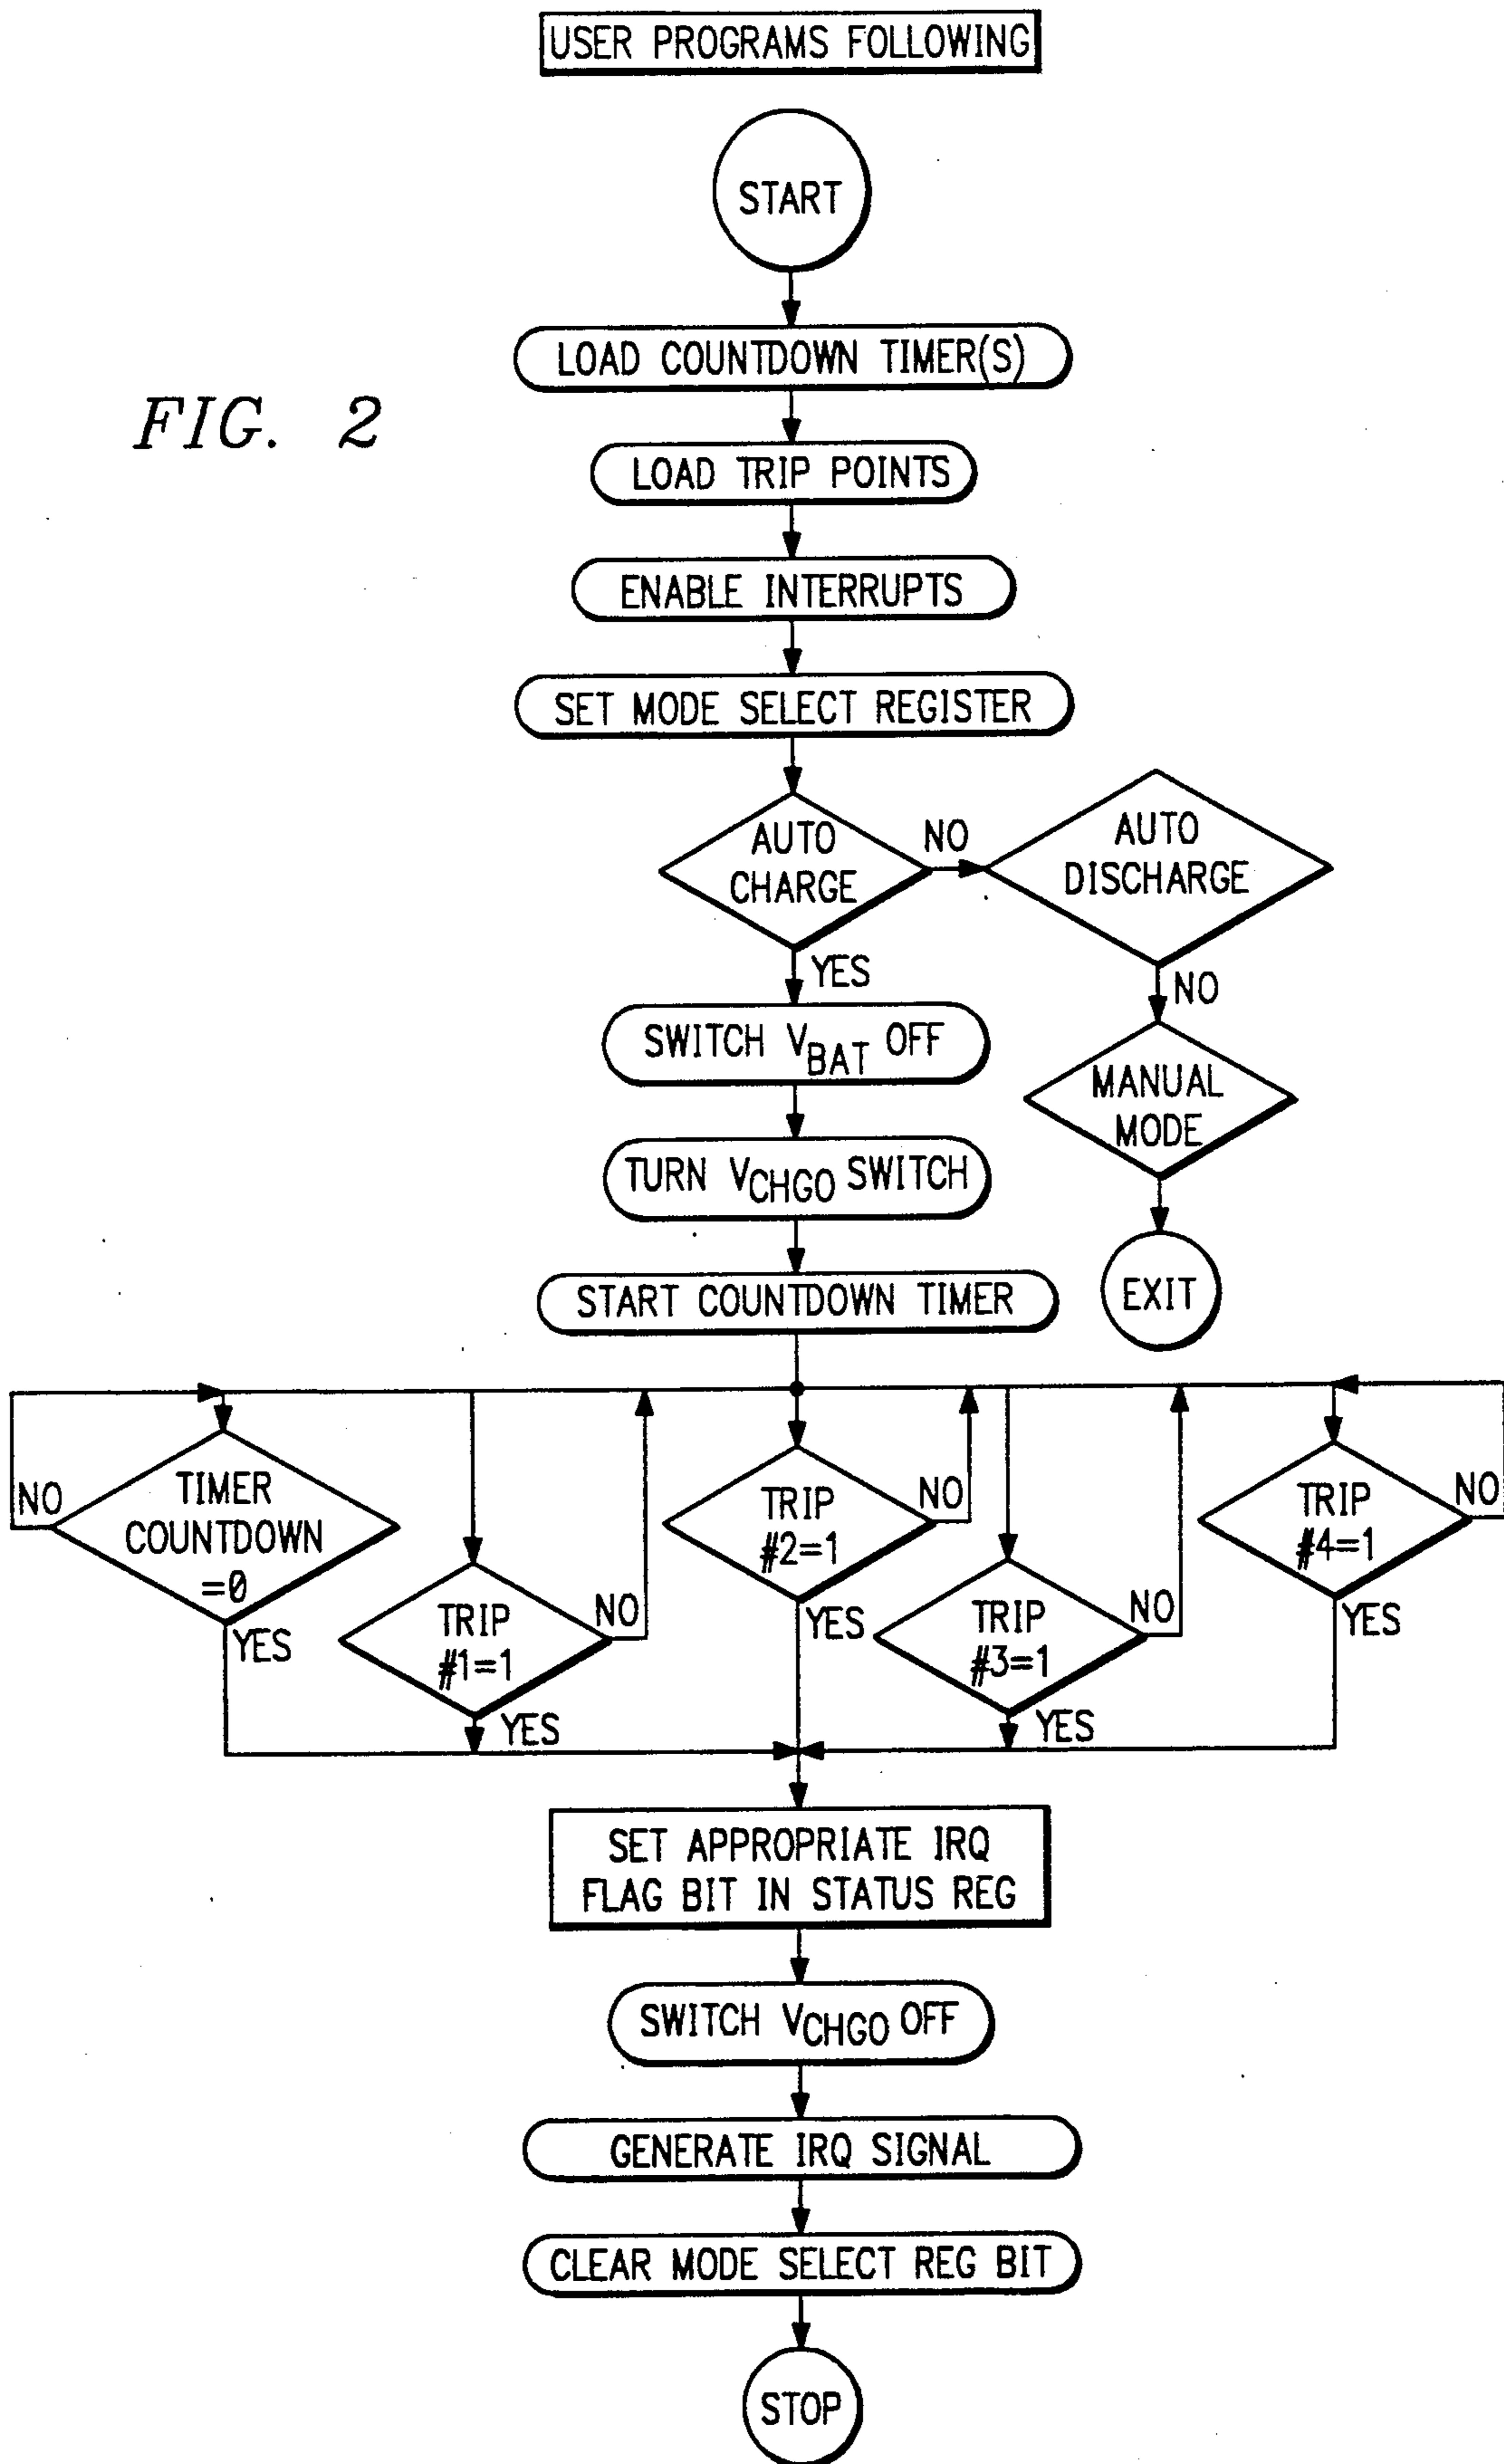 USER PROGRAMS FOLLOWING
START
LOAD COUNTDOWN TIMER(S)
FIG. 2
LOAD TRIP POINTS
ENABLE INTERRUPTS
SET MODE SELECT REGISTER
AUTO
CHARGE
NO
AUTO
DISCHARGE
YES
NO
SWITCH VBAT OFF
MANUAL
MODE
TURN VCHGO SWITCH
EXIT
START COUNTDOWN TIMER
TIMER
COUNTDOWN
=0
NO
YES
TRIP
#1=1
NO
YES
TRIP
#2=1
NO
YES
TRIP
#3=1
NO
YES
TRIP
#4=1
NO
YES
SET APPROPRIATE IRQ
FLAG BIT IN STATUS REG
SWITCH VCHGO OFF
GENERATE IRQ SIGNAL
CLEAR MODE SELECT REG BIT
STOP